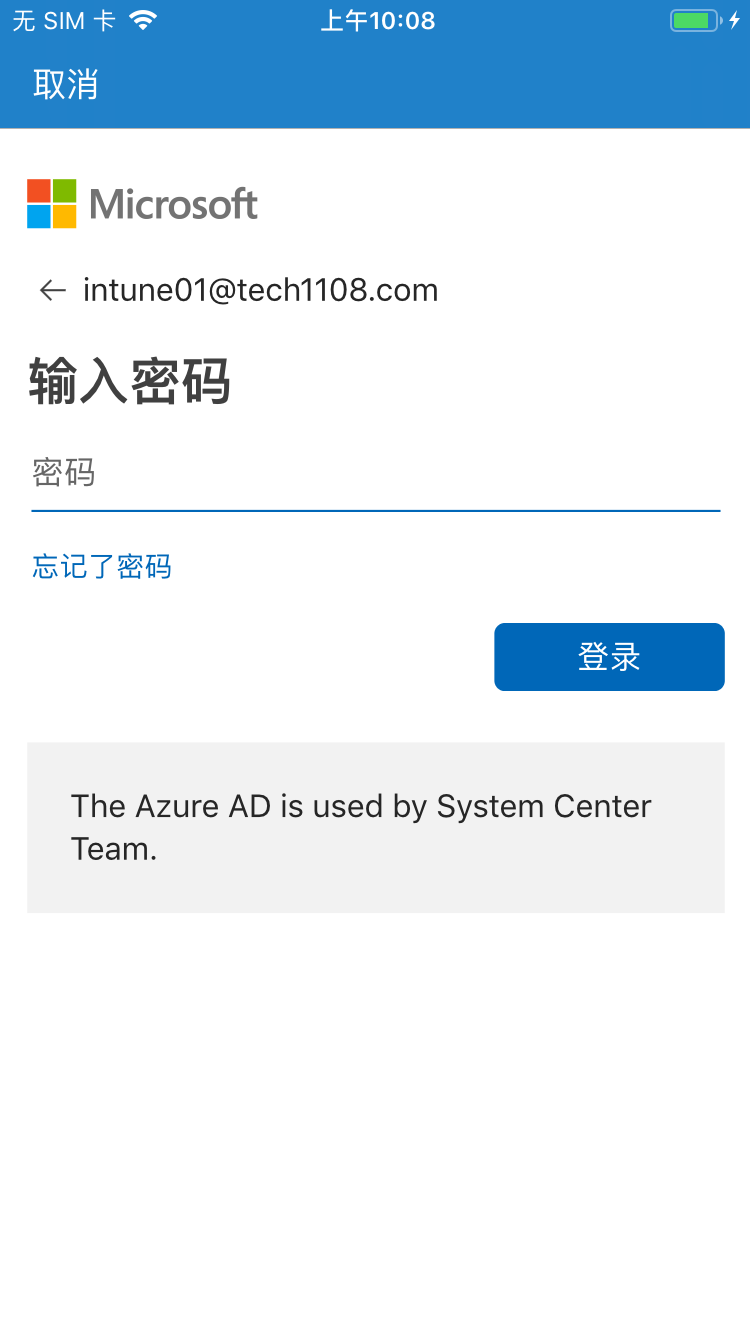 无 SIM 卡 上午10:08
取消
Microsoft
← intune01@tech1108.com
输入密码
密码
忘记了密码
登录
The Azure AD is used by System Center
Team.